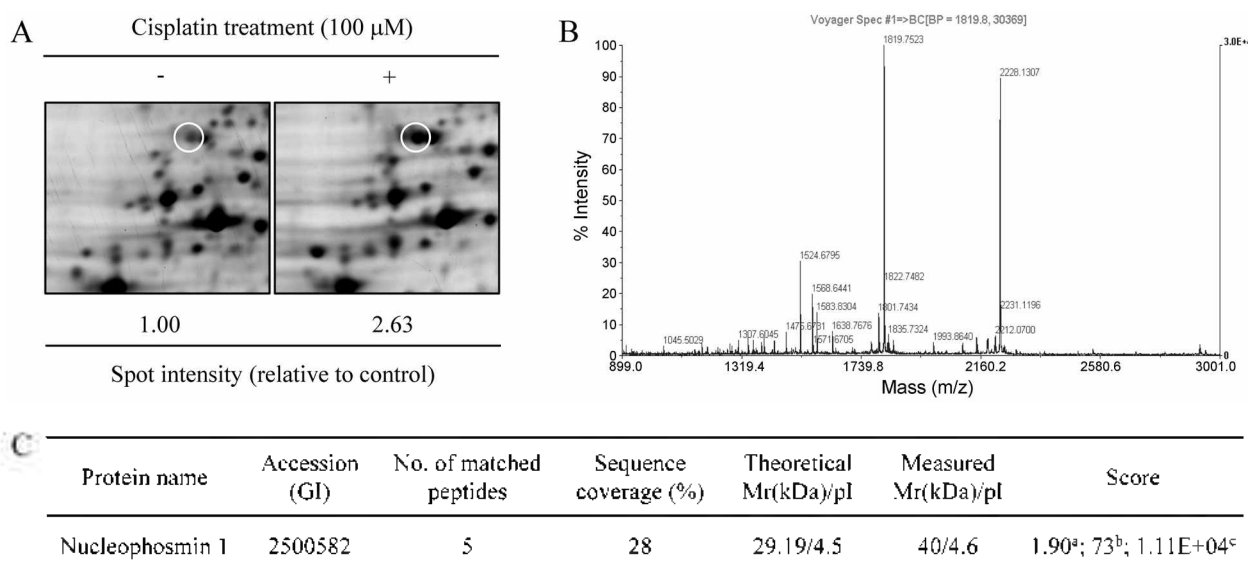 A
Cisplatin treatment (100 µM)
- +
1.00 2.63
Spot intensity (relative to control)
B
Voyager Spec #1=>BC[BP = 1819.8, 30369]
% Intensity
100
90
80
70
60
50
40
30
20
10
0
1819.7523
2228.1307
1524.6795
1822.7482
1568.6441
1583.8304
1801.7434
2231.1196
1638.7676
1835.7324
2212.0700
1307.6045
1045.5029
1993.8640
3.0E+
0
899.0 1319.4 1739.8 2160.2 2580.6 3001.0
Mass (m/z)
C
Protein name Accession (GI) No. of matched peptides Sequence coverage (%) Theoretical Mr(kDa)/pI Measured Mr(kDa)/pI Score
Nucleophosmin 1 2500582 5 28 29.19/4.5 40/4.6 1.90ᵃ; 73ᵇ; 1.11E+04ᶜ